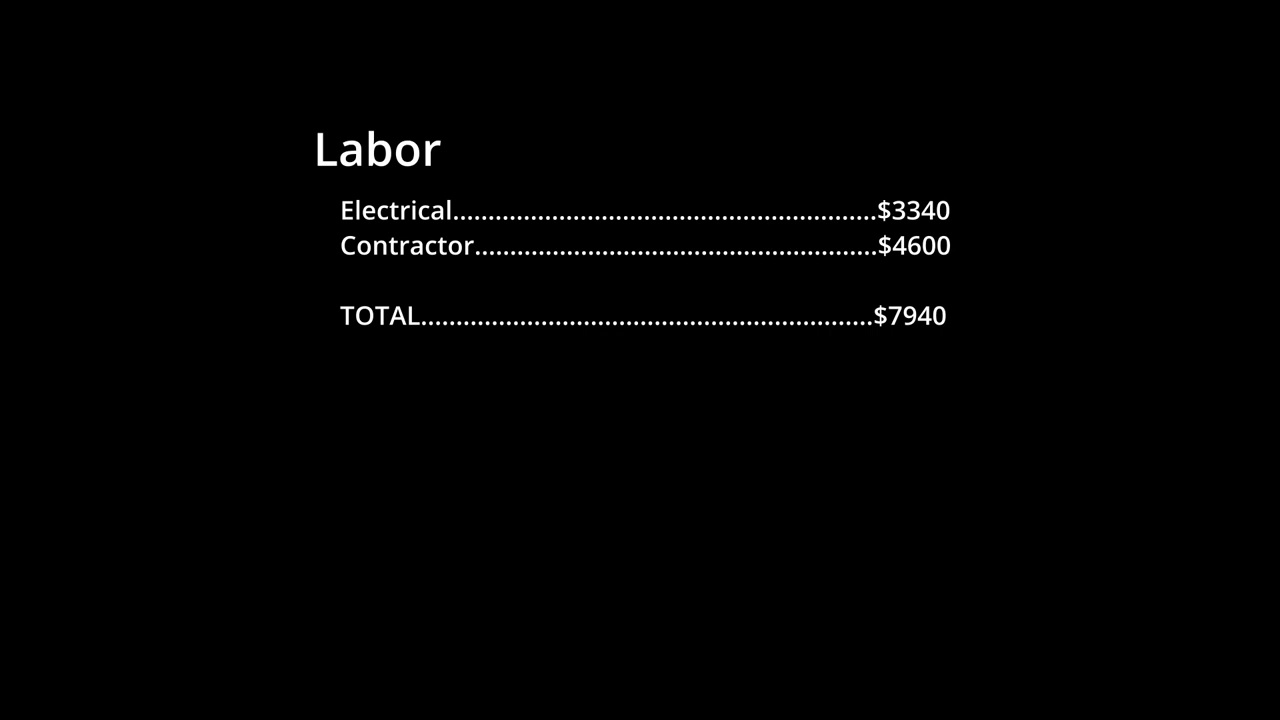 Labor
Electrical............................................................$3340
Contractor.........................................................$4600
TOTAL................................................................$7940